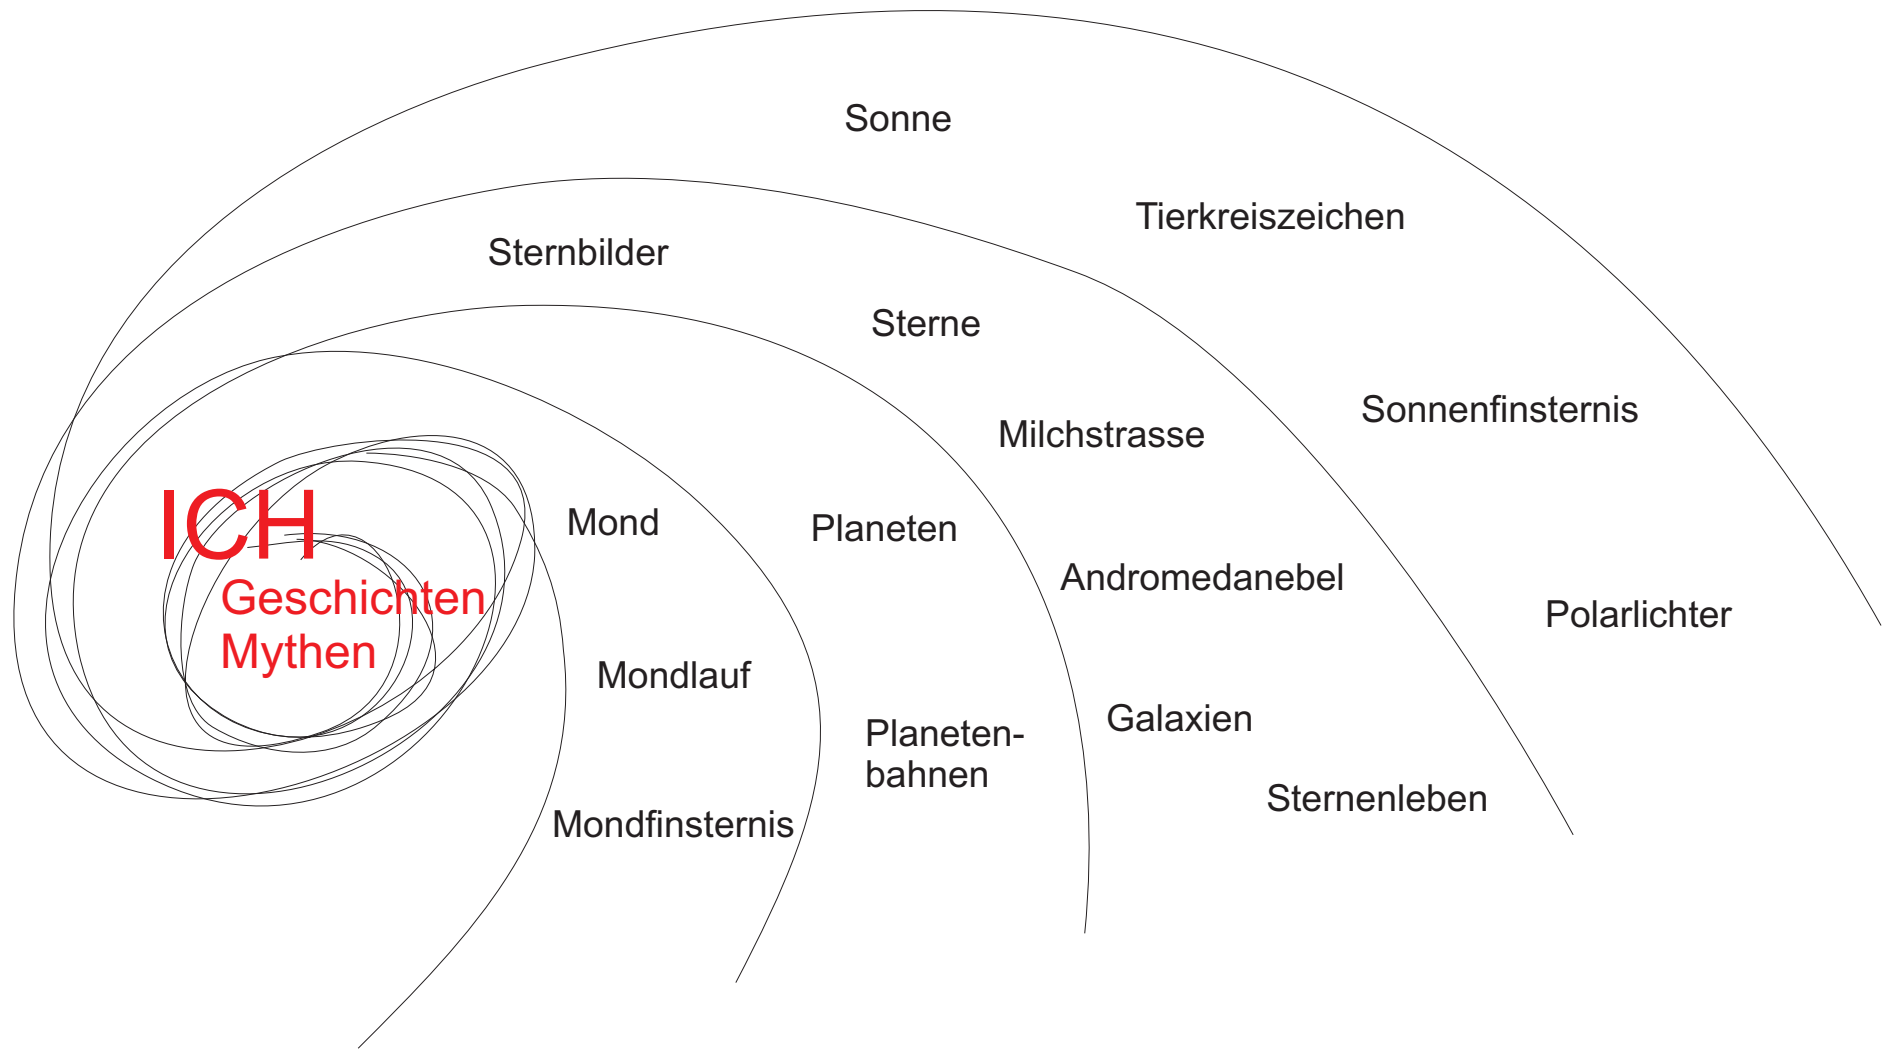 Sonne
Tierkreiszeichen
Sternbilder
Sterne
Sonnenfinsternis
Milchstrasse
ICH
Mond
Planeten
Andromedanebel
Geschichten
Polarlichter
Mythen
Mondlauf
Galaxien
Planeten-
bahnen
Sternenleben
Mondfinsternis